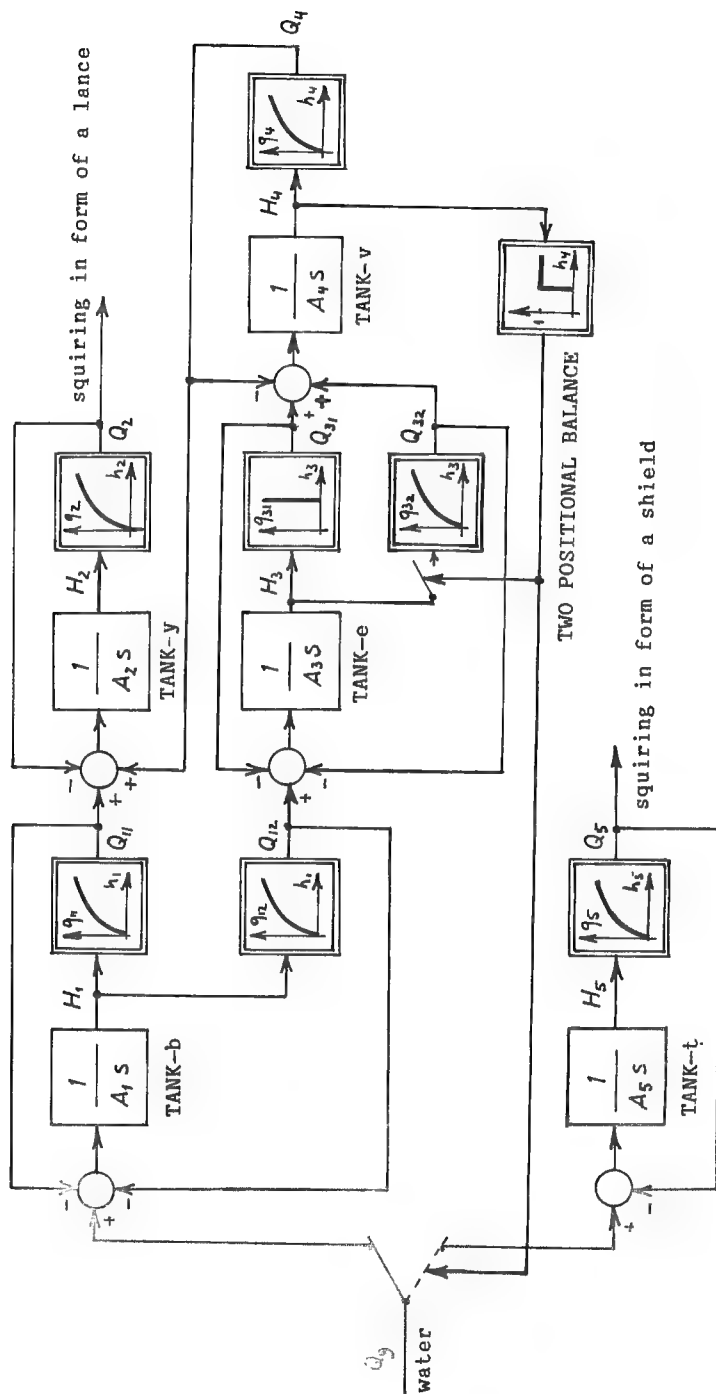 squiring in form of a lance
Q4
Q2
Q11
H1
H2
q11
h1
q2
h2
1
A1 S
TANK-b
1
A2 S
TANK-y
q4
h4
H4
1
A4 S
TANK-v
Q12
q12
h1
H3
Q31
q31
h3
1
A3 S
TANK-e
Q32
q32
h3
1
h4
TWO POSITIONAL BALANCE
water
squiring in form of a shield
Q5
q5
h5
H5
1
A5 S
TANK-t
+
-
-
-
+
+
-
+
-
-
+
+
+
-